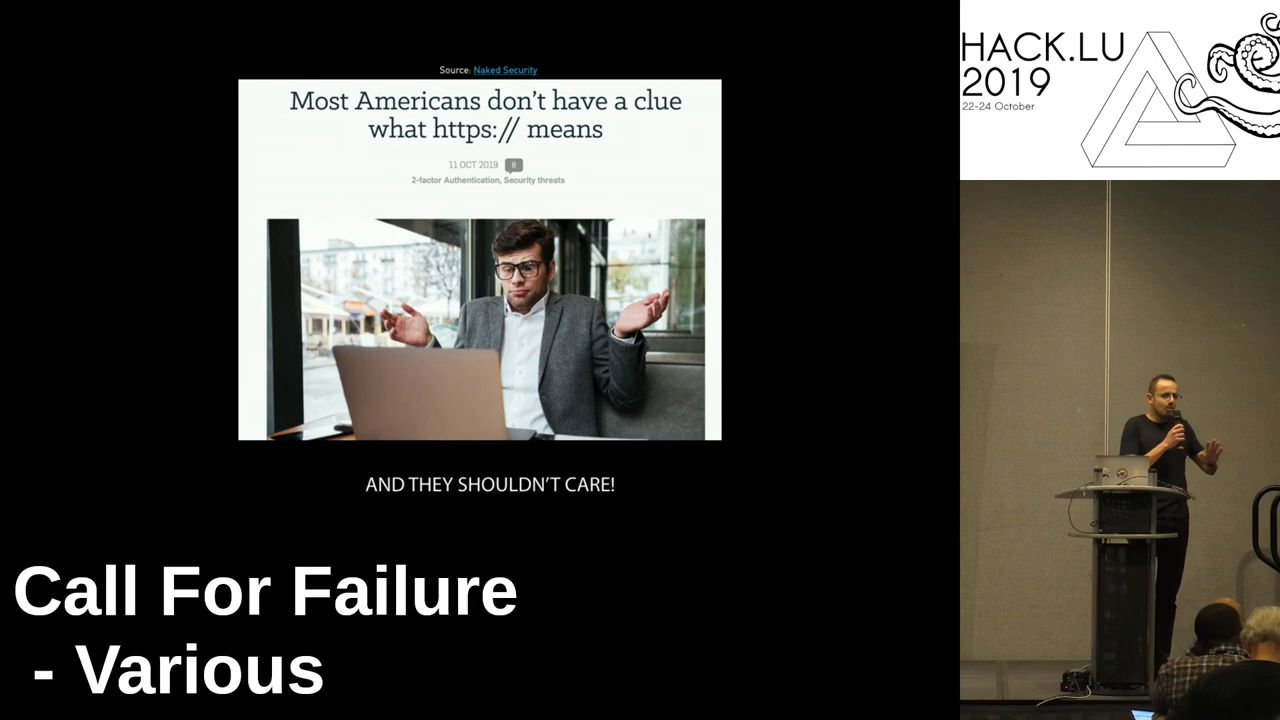 Source: Naked Security
Most Americans don't have a clue
what https:// means
11 OCT 2019 8
2-factor Authentication, Security threats
AND THEY SHOULDN'T CARE!
Call For Failure
- Various
HACK.LU
2019
22-24 October